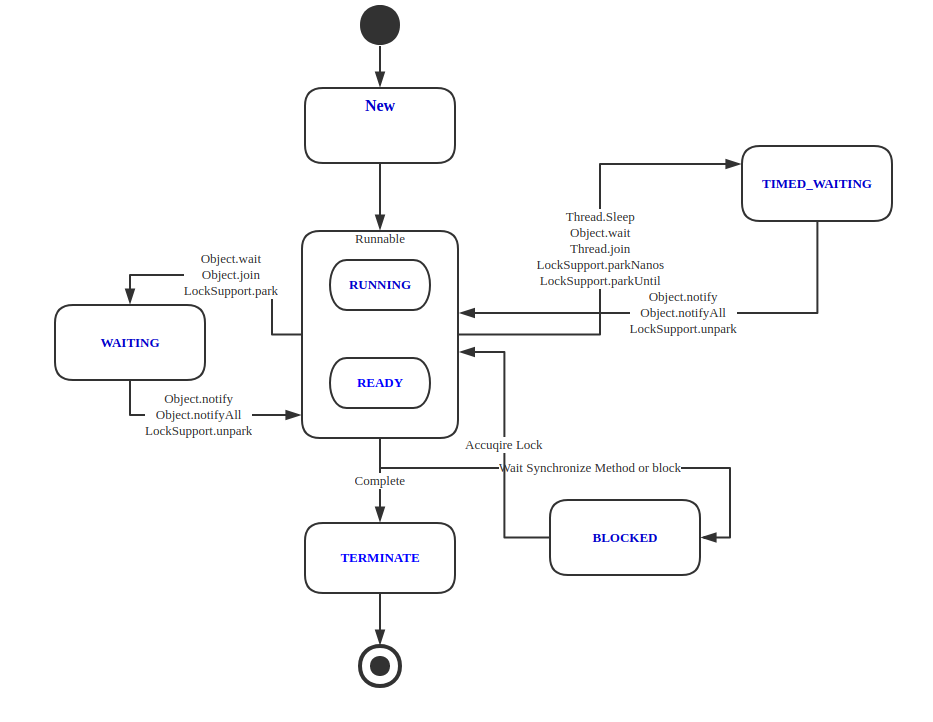 New
Runnable
RUNNING
READY
Object.wait
Object.join
LockSupport.park
WAITING
Object.notify
Object.notifyAll
LockSupport.unpark
Thread.Sleep
Object.wait
Thread.join
LockSupport.parkNanos
LockSupport.parkUntil
TIMED_WAITING
Object.notify
Object.notifyAll
LockSupport.unpark
Accuqire Lock
Wait Synchronize Method or block
BLOCKED
Complete
TERMINATE